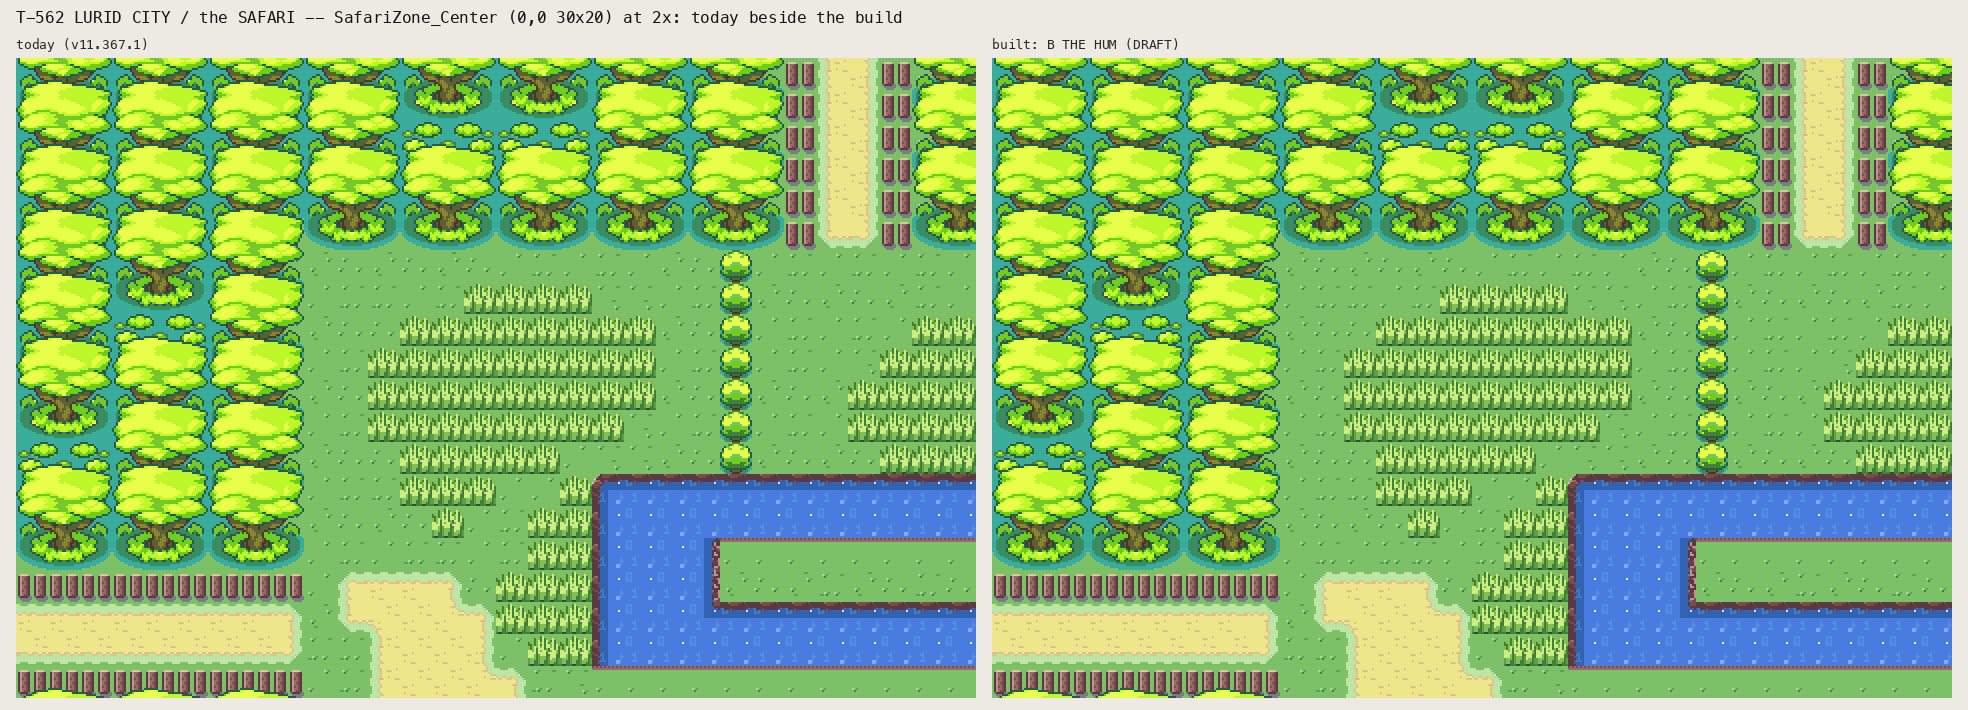 T–562 LURID CITY / the SAFARI –– SafariZone_Center (0,0 30x20) at 2x: today beside the build
today (v11.367.1)
built: B THE HUM (DRAFT)